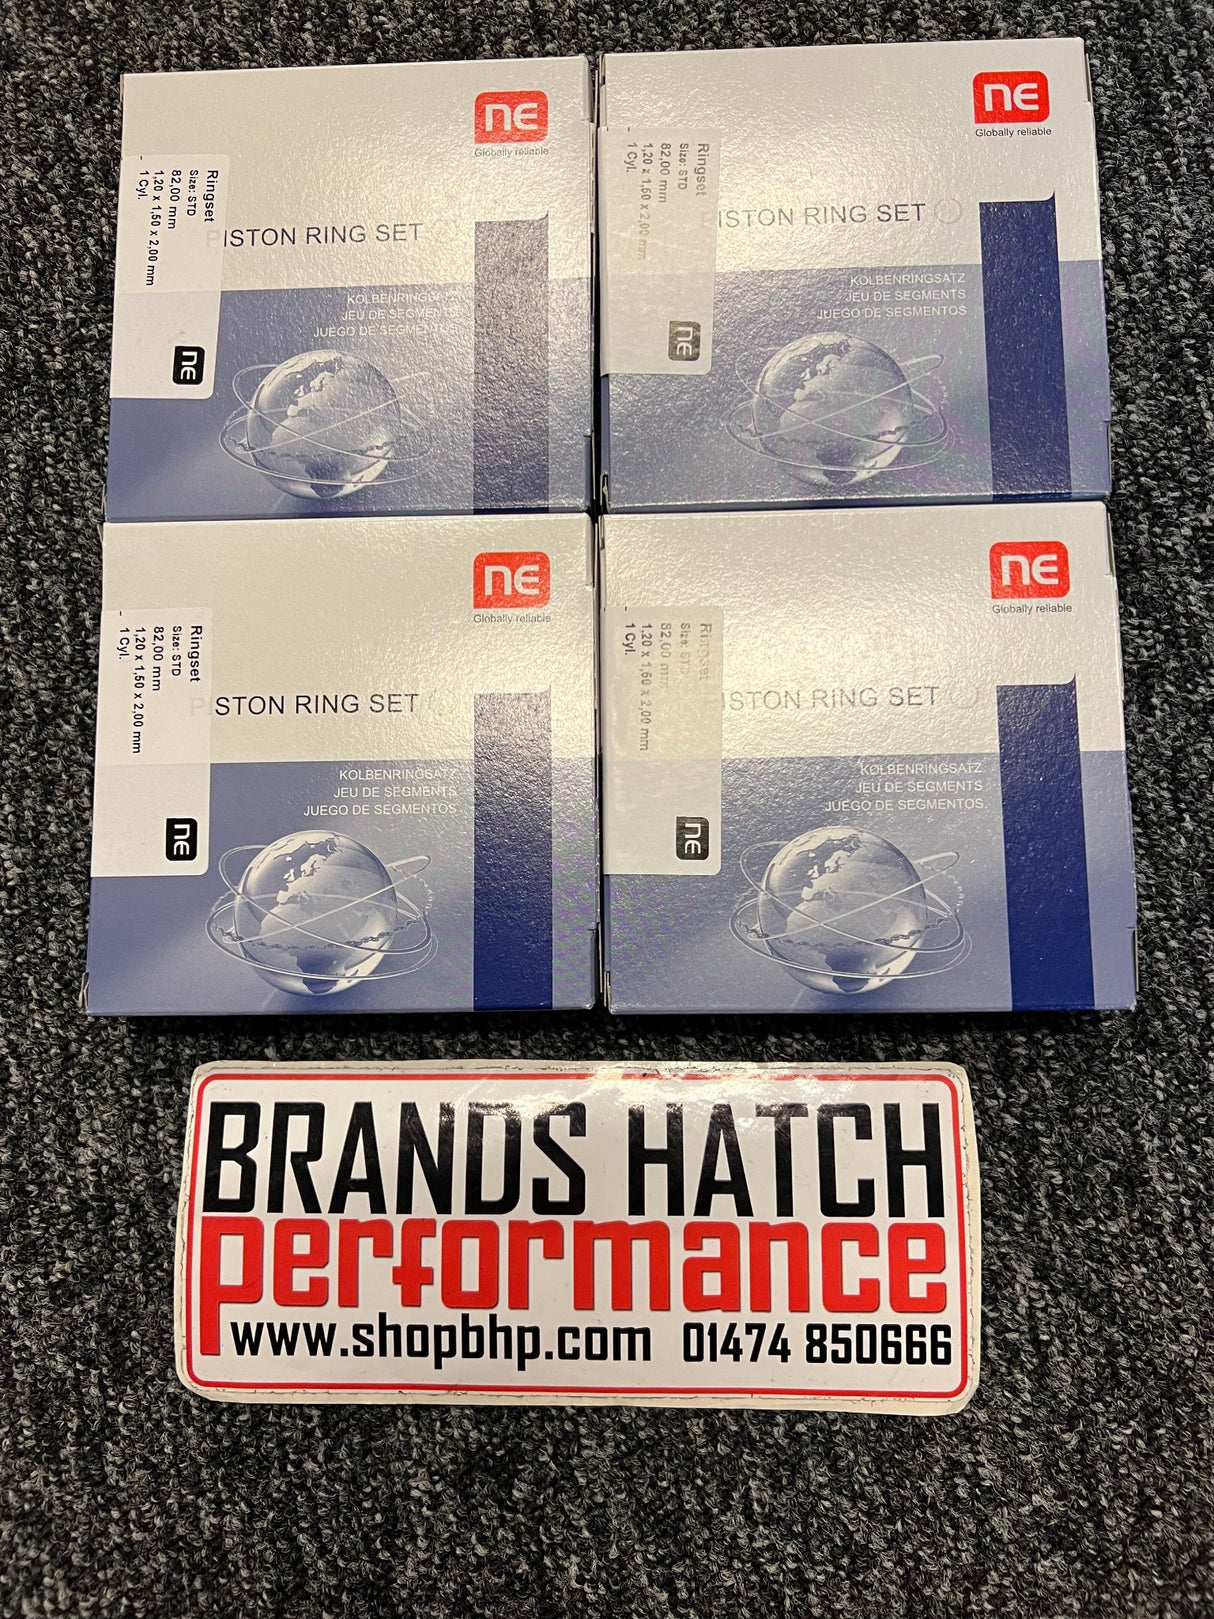 NE
Globally reliable
Ringset
Size: STD
82,00 mm
1,20 x 1,50 x 2,00 mm
1 Cyl.
NE
PISTON RING SET
KOLBENRINGSATZ
JEU DE SEGMENTS
JUEGO DE SEGMENTOS
NE
Globally reliable
Ringset
Size: STD
82,00 mm
1,20 x 1,50 x 2,00 mm
1 Cyl.
NE
PISTON RING SET
KOLBENRINGSATZ
JEU DE SEGMENTS
JUEGO DE SEGMENTOS
NE
Globally reliable
Ringset
Size: STD
82,00 mm
1,20 x 1,50 x 2,00 mm
1 Cyl.
NE
PISTON RING SET
KOLBENRINGSATZ
JEU DE SEGMENTS
JUEGO DE SEGMENTOS
NE
Globally reliable
Ringset
Size: STD
82,00 mm
1,20 x 1,50 x 2,00 mm
1 Cyl.
NE
PISTON RING SET
KOLBENRINGSATZ
JEU DE SEGMENTS
JUEGO DE SEGMENTOS
BRANDS HATCH
performance
www.shopbhp.com 01474 850666